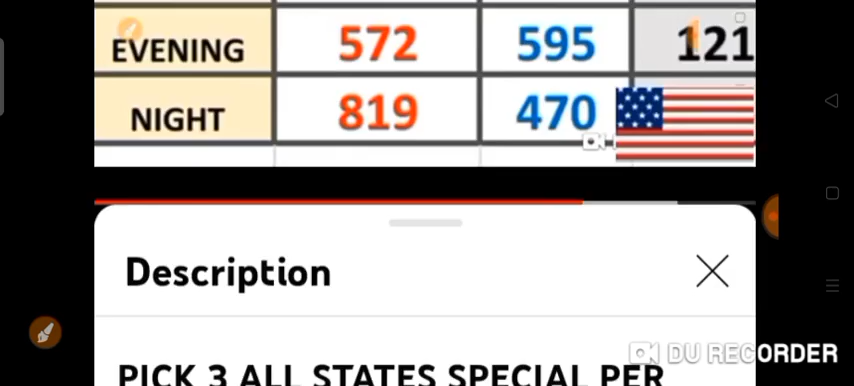 EVENING 572 595 121
NIGHT 819 470
Description
PICK 3 ALL STATES SPECIAL PER
DU RECORDER